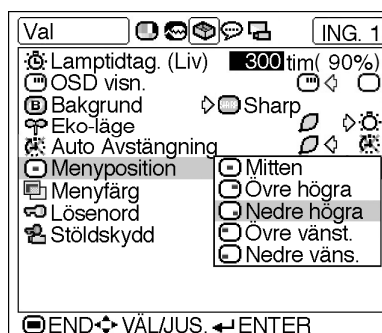 Val ING. 1
Lamptidtag. (Liv) 300 tim( 90%)
OSD visn.
Bakgrund Sharp
Eko-läge
Auto Avstängning
Menyposition Mitten
Menyfärg Övre högra
Lösenord Nedre högra
Stöldskydd Övre vänst.
Nedre väns.
END VÄL/JUS. ENTER